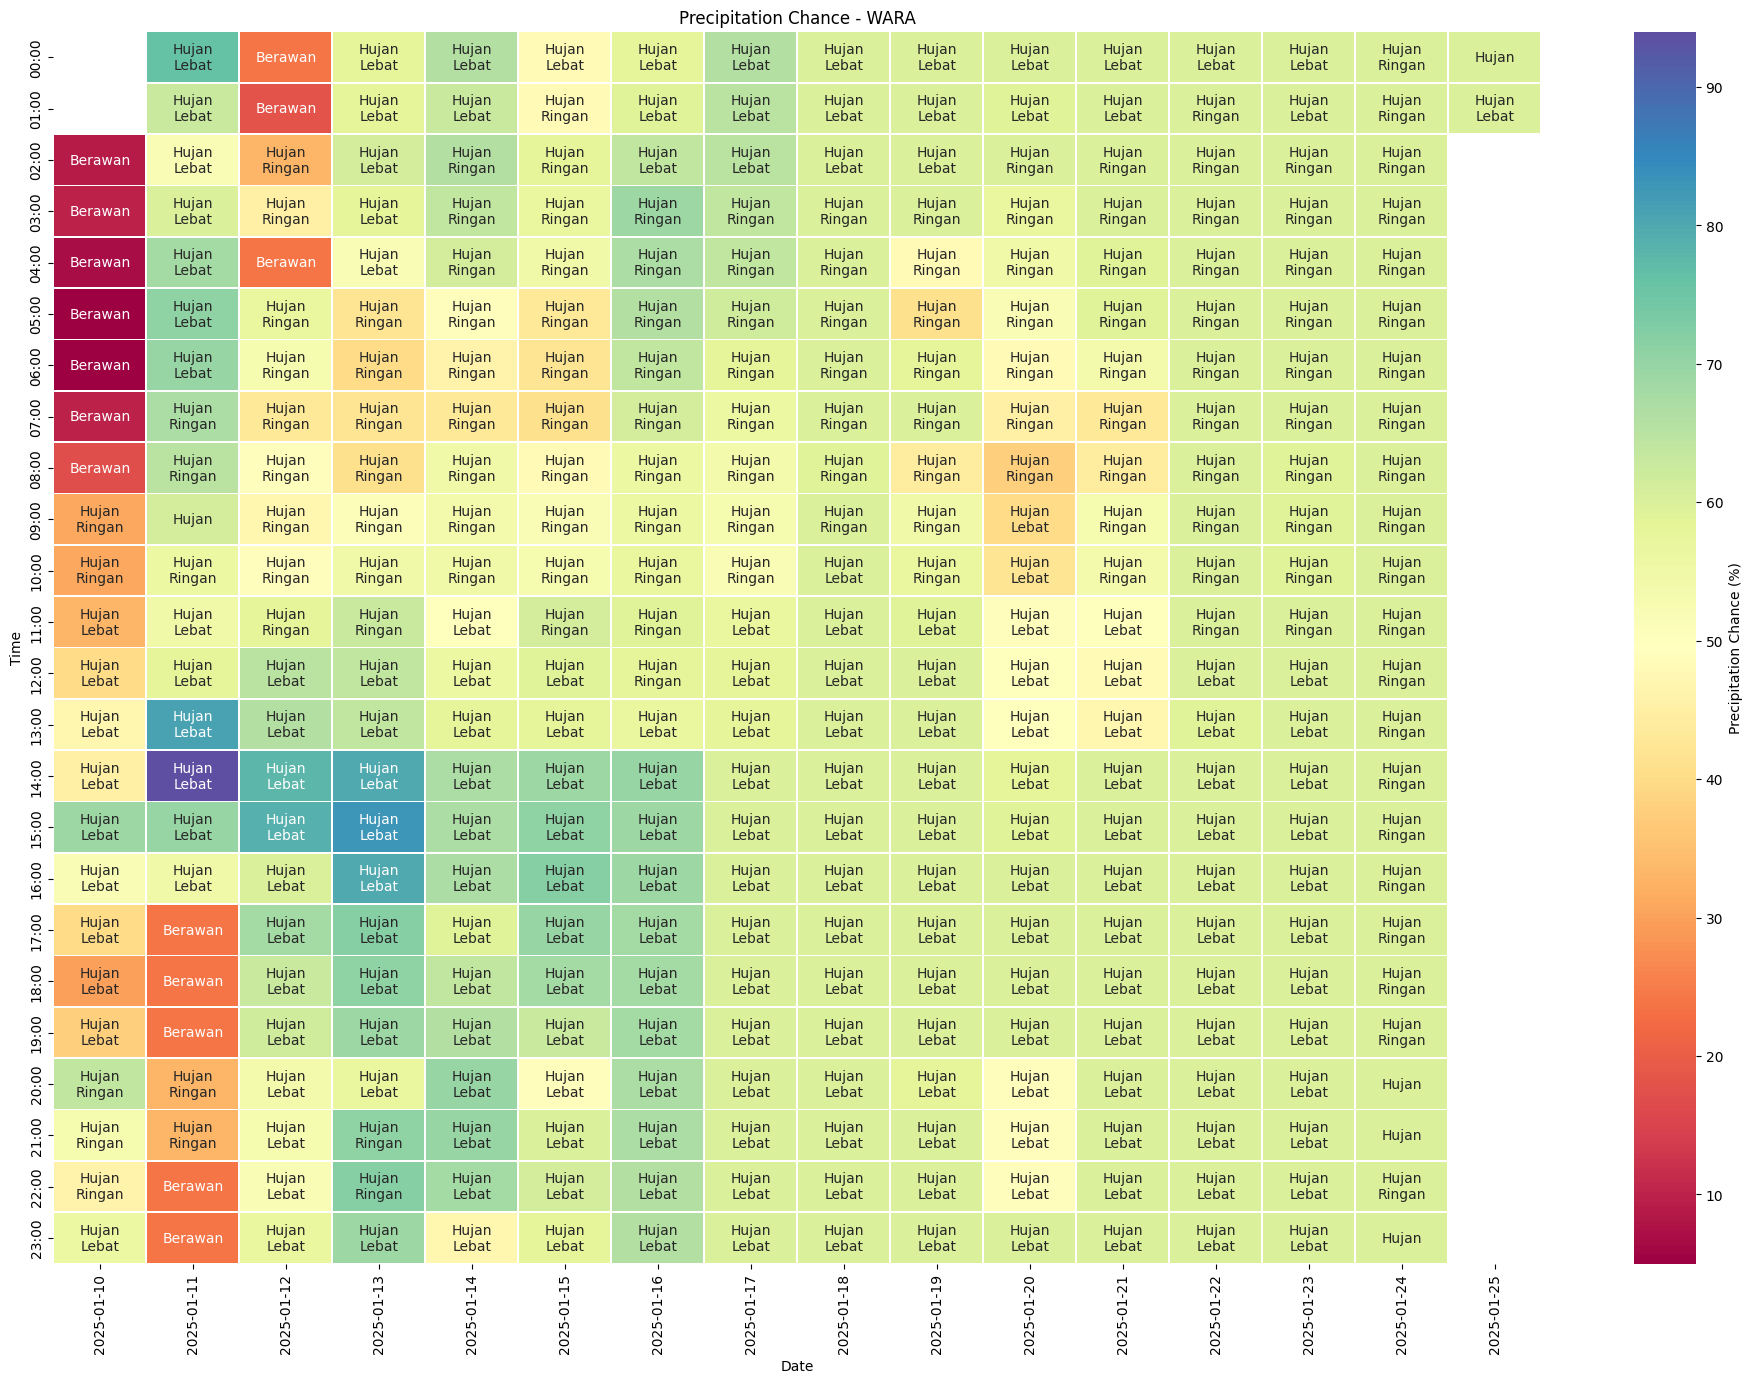 Precipitation Chance - WARA
00:00
Hujan Berawan Hujan Hujan Hujan Hujan Hujan Hujan Hujan Hujan Hujan Hujan Hujan Hujan Hujan
Lebat Lebat Lebat Lebat Lebat Lebat Lebat Lebat Lebat Lebat Lebat Lebat Ringan
01:00
Hujan Berawan Hujan Hujan Hujan Hujan Hujan Hujan Hujan Hujan Hujan Hujan Hujan Hujan Hujan
Lebat Lebat Lebat Ringan Lebat Lebat Lebat Lebat Lebat Lebat Ringan Lebat Ringan Lebat
02:00
Berawan Hujan Hujan Hujan Hujan Hujan Hujan Hujan Hujan Hujan Hujan Hujan Hujan Hujan Hujan
Lebat Ringan Lebat Ringan Ringan Lebat Lebat Lebat Lebat Ringan Ringan Ringan Ringan Ringan
03:00
Berawan Hujan Hujan Hujan Hujan Hujan Hujan Hujan Hujan Hujan Hujan Hujan Hujan Hujan Hujan
Lebat Ringan Lebat Ringan Ringan Ringan Ringan Ringan Ringan Ringan Ringan Ringan Ringan Ringan
04:00
Berawan Hujan Berawan Hujan Hujan Hujan Hujan Hujan Hujan Hujan Hujan Hujan Hujan Hujan Hujan
Lebat Lebat Ringan Ringan Ringan Ringan Ringan Ringan Ringan Ringan Ringan Ringan Ringan
05:00
Berawan Hujan Hujan Hujan Hujan Hujan Hujan Hujan Hujan Hujan Hujan Hujan Hujan Hujan Hujan
Lebat Ringan Ringan Ringan Ringan Ringan Ringan Ringan Ringan Ringan Ringan Ringan Ringan Ringan
06:00
Berawan Hujan Hujan Hujan Hujan Hujan Hujan Hujan Hujan Hujan Hujan Hujan Hujan Hujan Hujan
Lebat Ringan Ringan Ringan Ringan Ringan Ringan Ringan Ringan Ringan Ringan Ringan Ringan Ringan
07:00
Berawan Hujan Hujan Hujan Hujan Hujan Hujan Hujan Hujan Hujan Hujan Hujan Hujan Hujan Hujan
Ringan Ringan Ringan Ringan Ringan Ringan Ringan Ringan Ringan Ringan Ringan Ringan Ringan Ringan
08:00
Berawan Hujan Hujan Hujan Hujan Hujan Hujan Hujan Hujan Hujan Hujan Hujan Hujan Hujan Hujan
Ringan Ringan Ringan Ringan Ringan Ringan Ringan Ringan Ringan Ringan Ringan Ringan Ringan Ringan
09:00
Hujan Hujan Hujan Hujan Hujan Hujan Hujan Hujan Hujan Hujan Hujan Hujan Hujan Hujan Hujan
Ringan Ringan Ringan Ringan Ringan Ringan Ringan Ringan Ringan Lebat Ringan Ringan Ringan Ringan
10:00
Hujan Hujan Hujan Hujan Hujan Hujan Hujan Hujan Hujan Hujan Hujan Hujan Hujan Hujan Hujan
Ringan Ringan Ringan Ringan Ringan Ringan Ringan Ringan Lebat Ringan Lebat Ringan Ringan Ringan Ringan
11:00
Hujan Hujan Hujan Hujan Hujan Hujan Hujan Hujan Hujan Hujan Hujan Hujan Hujan Hujan Hujan
Lebat Lebat Ringan Ringan Lebat Ringan Ringan Lebat Lebat Lebat Lebat Lebat Ringan Ringan Ringan
12:00
Hujan Hujan Hujan Hujan Hujan Hujan Hujan Hujan Hujan Hujan Hujan Hujan Hujan Hujan Hujan
Lebat Lebat Lebat Lebat Lebat Lebat Ringan Lebat Lebat Lebat Lebat Lebat Lebat Lebat Ringan
13:00
Hujan Hujan Hujan Hujan Hujan Hujan Hujan Hujan Hujan Hujan Hujan Hujan Hujan Hujan Hujan
Lebat Lebat Lebat Lebat Lebat Lebat Lebat Lebat Lebat Lebat Lebat Lebat Lebat Lebat Ringan
14:00
Hujan Hujan Hujan Hujan Hujan Hujan Hujan Hujan Hujan Hujan Hujan Hujan Hujan Hujan Hujan
Lebat Lebat Lebat Lebat Lebat Lebat Lebat Lebat Lebat Lebat Lebat Lebat Lebat Lebat Ringan
15:00
Hujan Hujan Hujan Hujan Hujan Hujan Hujan Hujan Hujan Hujan Hujan Hujan Hujan Hujan Hujan
Lebat Lebat Lebat Lebat Lebat Lebat Lebat Lebat Lebat Lebat Lebat Lebat Lebat Lebat Ringan
16:00
Hujan Hujan Hujan Hujan Hujan Hujan Hujan Hujan Hujan Hujan Hujan Hujan Hujan Hujan Hujan
Lebat Lebat Lebat Lebat Lebat Lebat Lebat Lebat Lebat Lebat Lebat Lebat Lebat Lebat Ringan
17:00
Hujan Berawan Hujan Hujan Hujan Hujan Hujan Hujan Hujan Hujan Hujan Hujan Hujan Hujan Hujan
Lebat Lebat Lebat Lebat Lebat Lebat Lebat Lebat Lebat Lebat Lebat Lebat Lebat Ringan
18:00
Hujan Berawan Hujan Hujan Hujan Hujan Hujan Hujan Hujan Hujan Hujan Hujan Hujan Hujan Hujan
Lebat Lebat Lebat Lebat Lebat Lebat Lebat Lebat Lebat Lebat Lebat Lebat Lebat Ringan
19:00
Hujan Berawan Hujan Hujan Hujan Hujan Hujan Hujan Hujan Hujan Hujan Hujan Hujan Hujan Hujan
Lebat Lebat Lebat Lebat Lebat Lebat Lebat Lebat Lebat Lebat Lebat Lebat Lebat Ringan
20:00
Hujan Hujan Hujan Hujan Hujan Hujan Hujan Hujan Hujan Hujan Hujan Hujan Hujan Hujan Hujan
Ringan Ringan Lebat Lebat Lebat Lebat Lebat Lebat Lebat Lebat Lebat Lebat Lebat Lebat
21:00
Hujan Hujan Hujan Hujan Hujan Hujan Hujan Hujan Hujan Hujan Hujan Hujan Hujan Hujan Hujan
Ringan Ringan Lebat Ringan Lebat Lebat Lebat Lebat Lebat Lebat Lebat Lebat Lebat Lebat
22:00
Hujan Berawan Hujan Hujan Hujan Hujan Hujan Hujan Hujan Hujan Hujan Hujan Hujan Hujan Hujan
Ringan Lebat Ringan Lebat Lebat Lebat Lebat Lebat Lebat Lebat Lebat Lebat Lebat Ringan
23:00
Hujan Berawan Hujan Hujan Hujan Hujan Hujan Hujan Hujan Hujan Hujan Hujan Hujan Hujan Hujan
Lebat Lebat Lebat Lebat Lebat Lebat Lebat Lebat Lebat Lebat Lebat Lebat Lebat
Time
2025-01-10
2025-01-11
2025-01-12
2025-01-13
2025-01-14
2025-01-15
2025-01-16
2025-01-17
2025-01-18
2025-01-19
2025-01-20
2025-01-21
2025-01-22
2025-01-23
2025-01-24
2025-01-25
Date
90
80
70
60
50
40
30
20
10
Precipitation Chance (%)